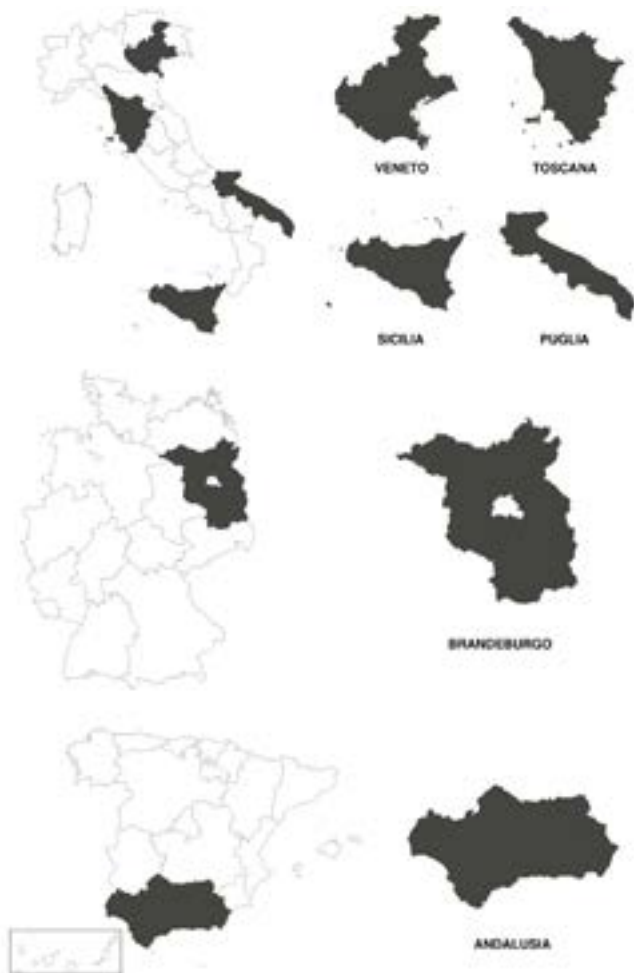 VENETO
TOSCANA
SICILIA
PUGLIA
BRANDEBURGO
ANDALUSIA